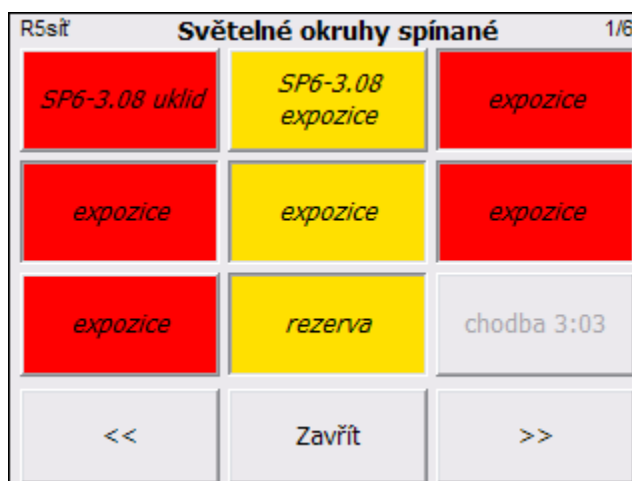 R5síť Světelné okruhy spínané 1/6
SP6-3.08 uklid
SP6-3.08
expozice
expozice
expozice
expozice
expozice
expozice
rezerva
chodba 3:03
<<
Zavřít
>>